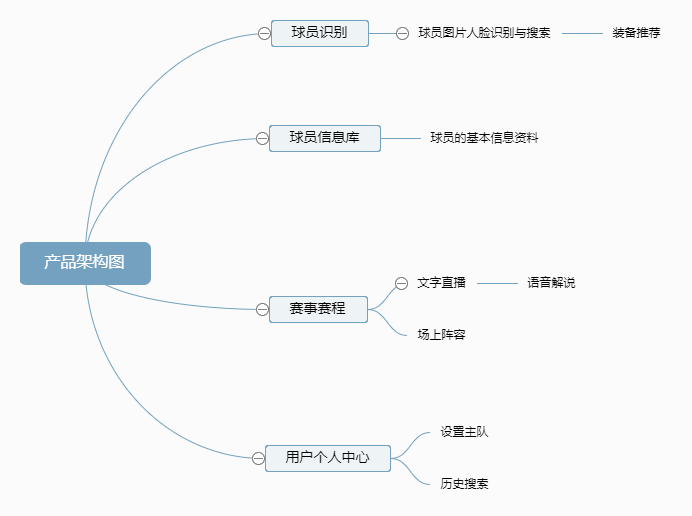 球员识别
球员图片人脸识别与搜索
装备推荐
球员信息库
球员的基本信息资料
产品架构图
赛事赛程
文字直播
语音解说
场上阵容
用户个人中心
设置主队
历史搜索